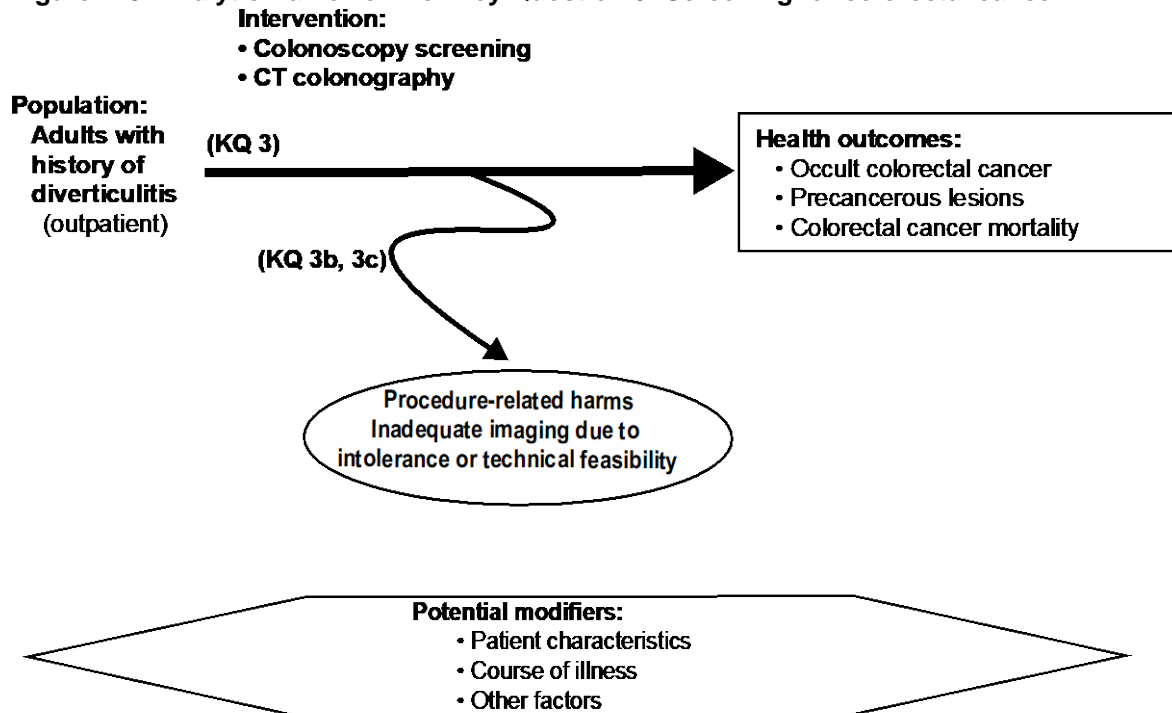 Intervention:
• Colonoscopy screening
• CT colonography
Population:
Adults with
history of
diverticulitis
(outpatient)
(KQ 3)
Health outcomes:
• Occult colorectal cancer
• Precancerous lesions
• Colorectal cancer mortality
(KQ 3b, 3c)
Procedure-related harms
Inadequate imaging due to
intolerance or technical feasibility
Potential modifiers:
• Patient characteristics
• Course of illness
• Other factors